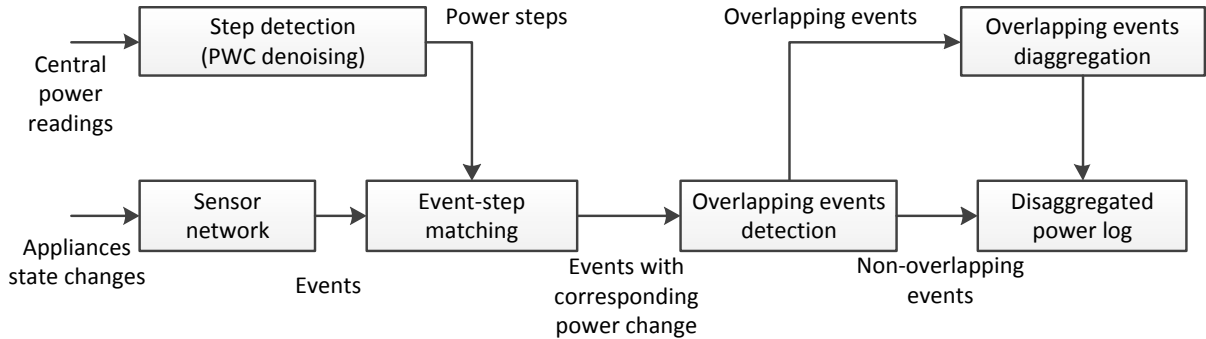 Step detection
(PWC denoising)
Power steps
Overlapping events
Overlapping events
diaggregation
Central
power
readings
Sensor
network
Event-step
matching
Overlapping events
detection
Disaggregated
power log
Appliances
state changes
Events
Events with
corresponding
power change
Non-overlapping
events